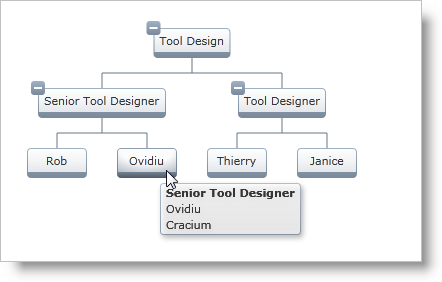 Tool Design
Senior Tool Designer
Tool Designer
Rob
Ovidiu
Thierry
Janice
Senior Tool Designer
Ovidiu
Cracium